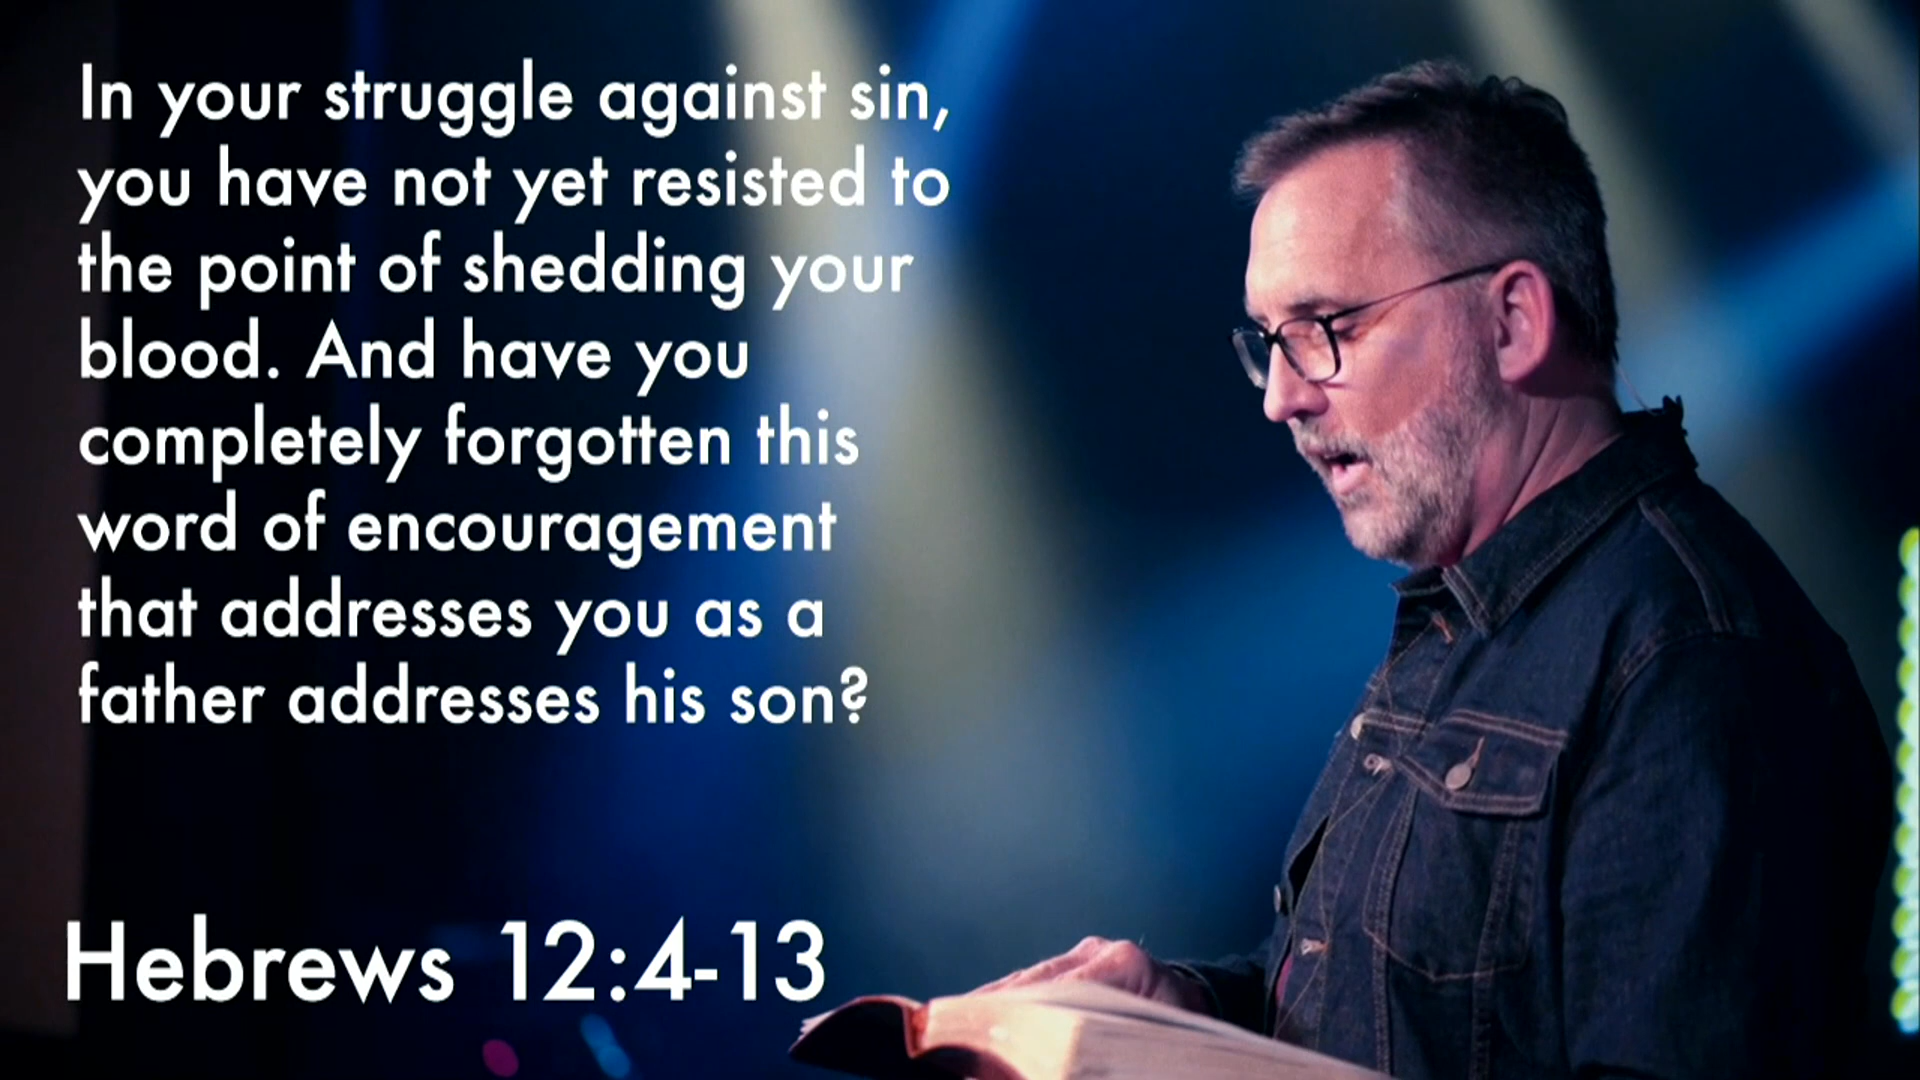 In your struggle against sin,
you have not yet resisted to
the point of shedding your
blood. And have you
completely forgotten this
word of encouragement
that addresses you as a
father addresses his son?
Hebrews 12:4-13